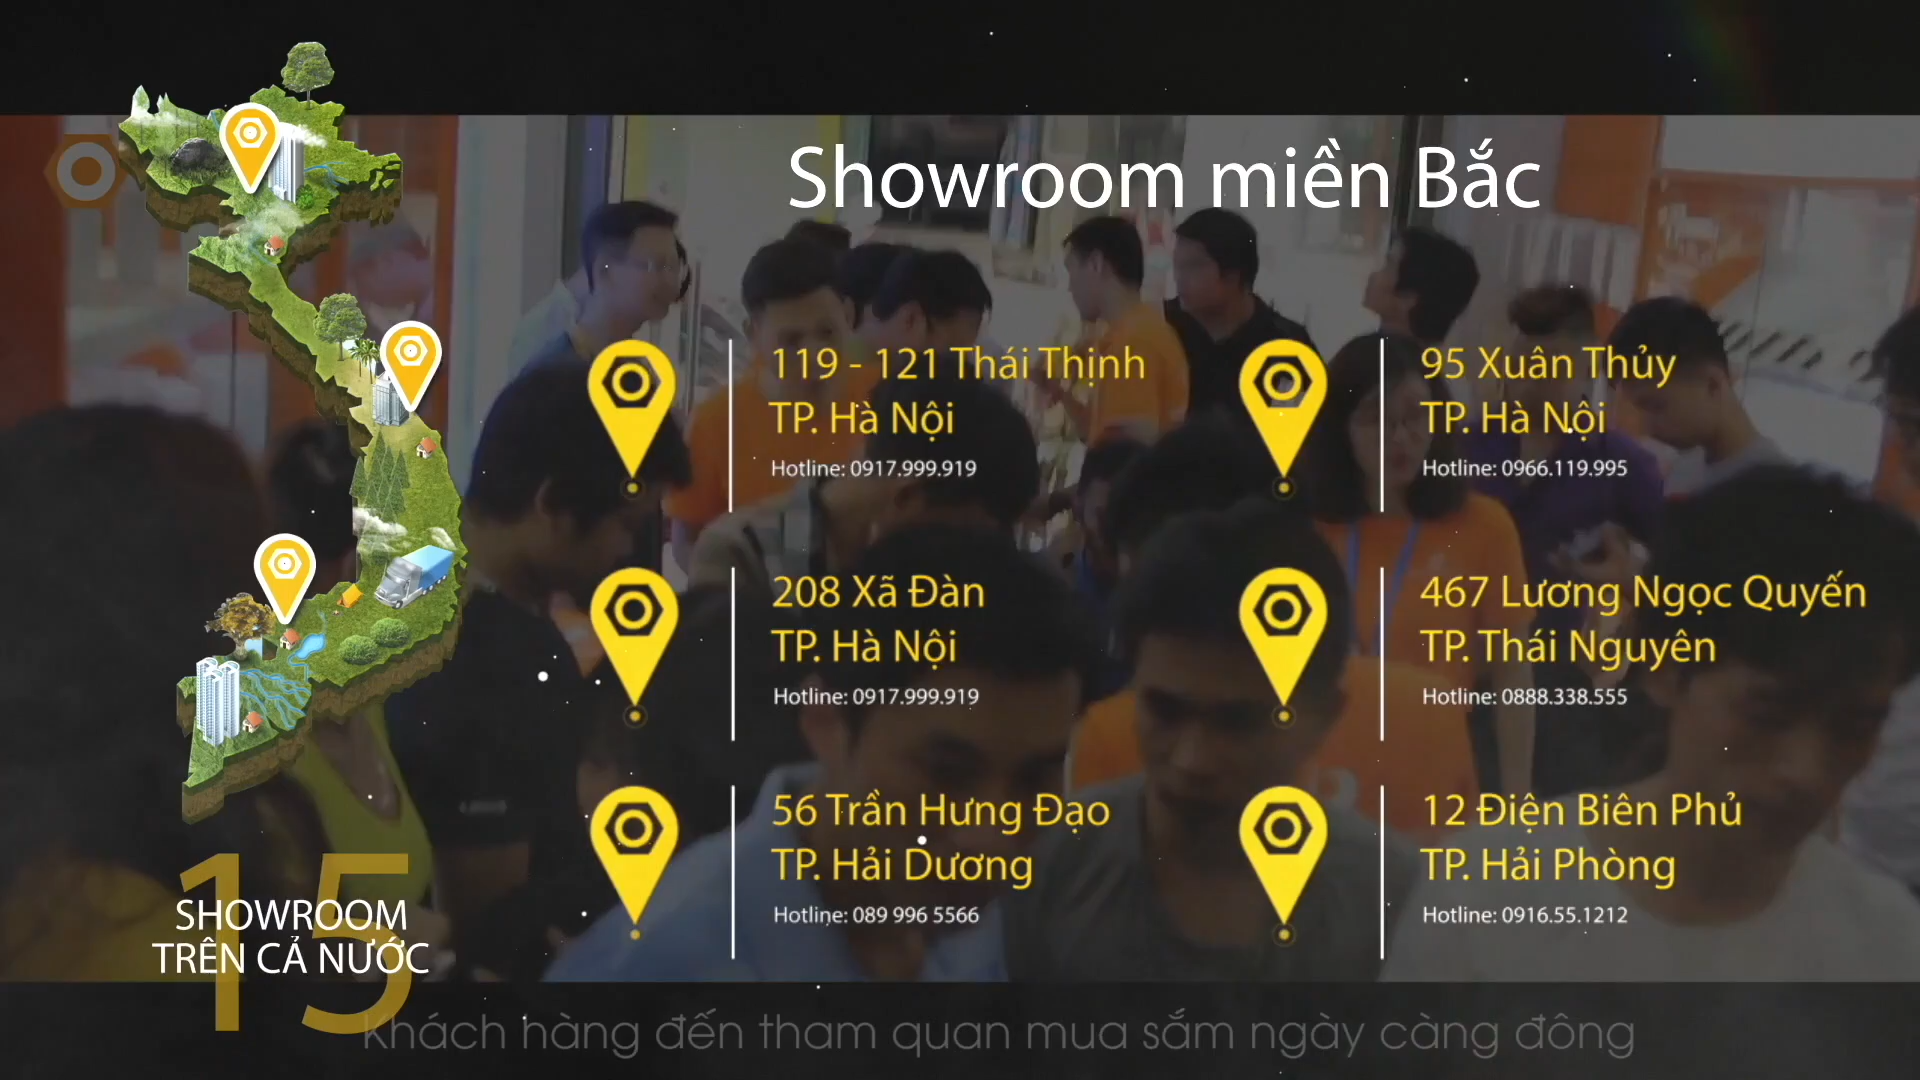 Showroom miền Bắc
119 - 121 Thái Thịnh
TP. Hà Nội
Hotline: 0917.999.919
95 Xuân Thủy
TP. Hà Nội
Hotline: 0966.119.995
208 Xã Đàn
TP. Hà Nội
Hotline: 0917.999.919
467 Lương Ngọc Quyến
TP. Thái Nguyên
Hotline: 0888.338.555
56 Trần Hưng Đạo
TP. Hải Dương
Hotline: 089 996 5566
12 Điện Biên Phủ
TP. Hải Phòng
Hotline: 0916.55.1212
15
SHOWROOM
TRÊN CẢ NƯỚC
Khách hàng đến tham quan mua sắm ngày càng đông